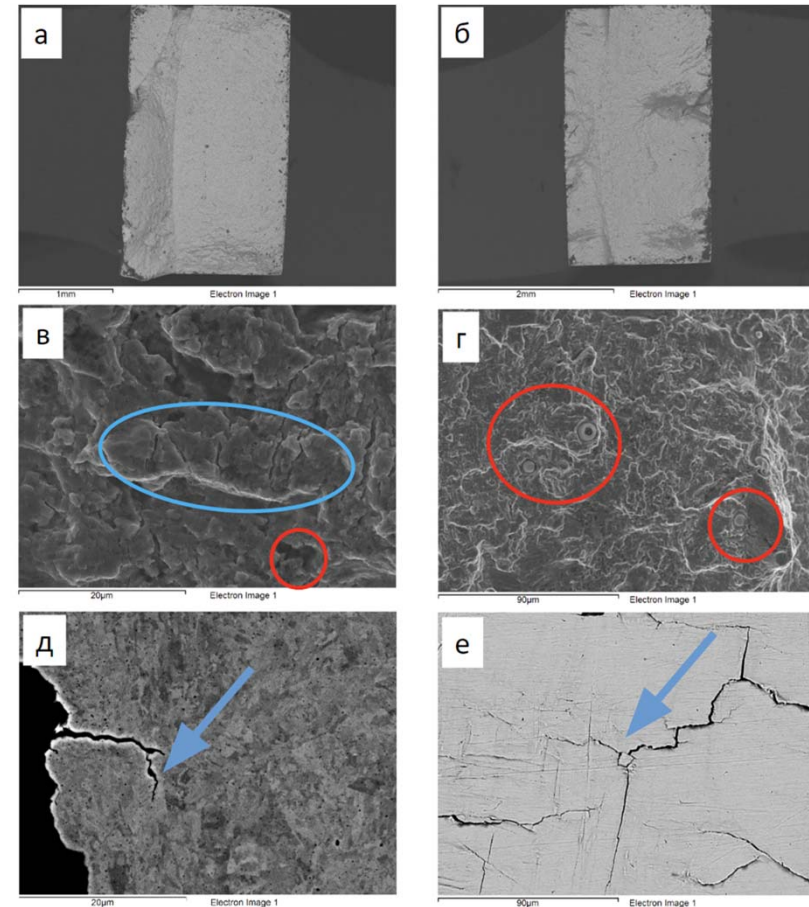 а
б
1mm Electron Image 1
2mm Electron Image 1
в
г
20µm Electron Image 1
90µm Electron Image 1
д
е
20µm Electron Image 1
90µm Electron Image 1